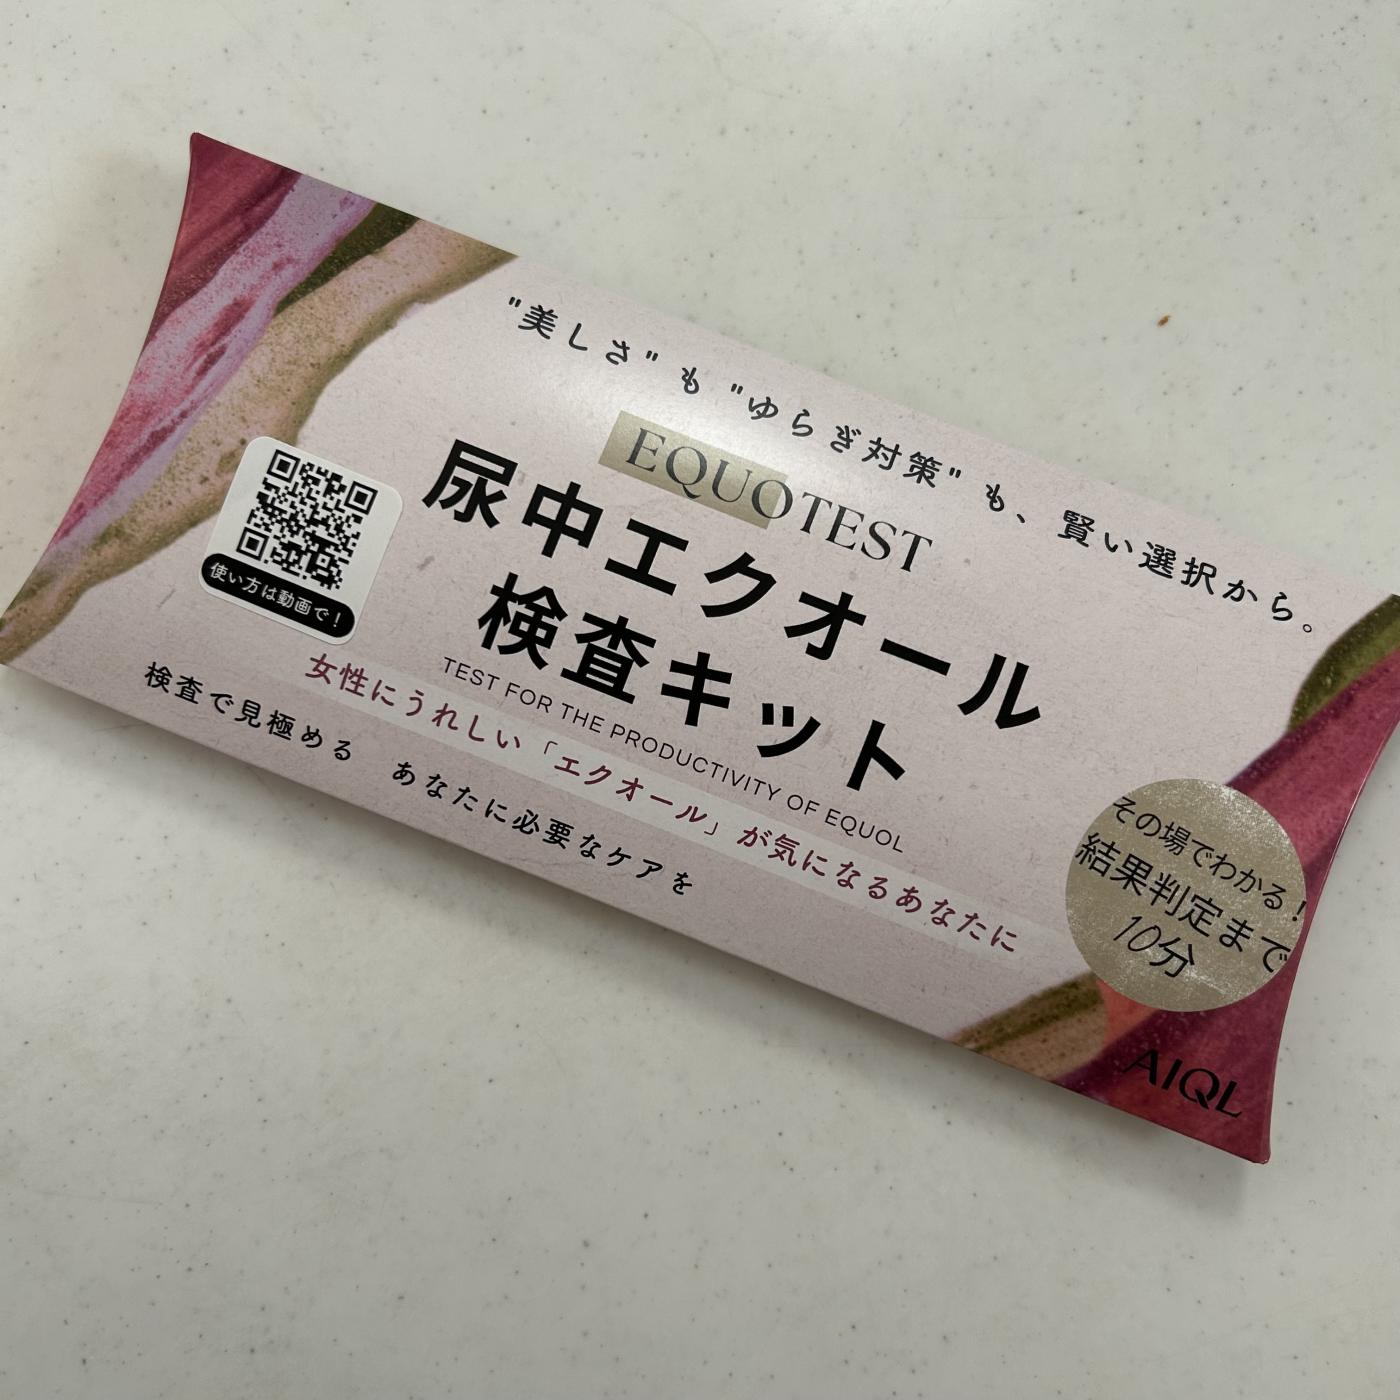 "美しさ"も"ゆらぎ対策"も、賢い選択から。
EQUOTEST
尿中エクオール
検査キット
TEST FOR THE PRODUCTIVITY OF EQUOL
女性にうれしい「エクオール」が気になるあなたに
検査で見極める　あなたに必要なケアを
使い方は動画で！
その場でわかる！
結果判定まで
10分
AIQL